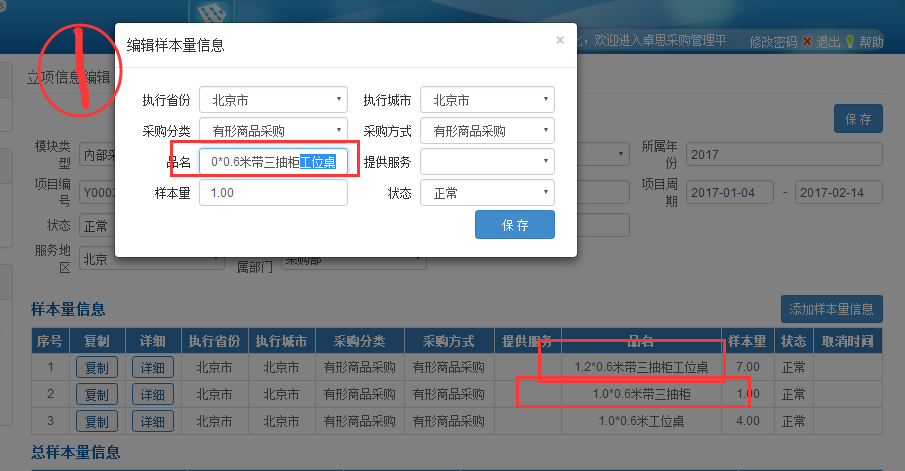 化，欢迎进入卓思采购管理平
修改密码 退出 帮助
立项信息编辑
编辑样本量信息 ×
执行省份 北京市 执行城市 北京市
采购分类 有形商品采购 采购方式 有形商品采购
品名 0*0.6米带三抽柜工位桌 提供服务
样本量 1.00 状态 正常
保 存
保 存
模块类型 内部采 所属年份 2017
项目编号 Y0003 项目周期 2017-01-04 - 2017-02-14
状态 正常
服务地区 北京 属部门 采购部
样本量信息 添加样本量信息
序号 复制 详细 执行省份 执行城市 采购分类 采购方式 提供服务 品名 样本量 状态 取消时间
1 复制 详细 北京市 北京市 有形商品采购 有形商品采购 1.2*0.6米带三抽柜工位桌 7.00 正常
2 复制 详细 北京市 北京市 有形商品采购 有形商品采购 1.0*0.6米带三抽柜 1.00 正常
3 复制 详细 北京市 北京市 有形商品采购 有形商品采购 1.0*0.6米工位桌 4.00 正常
总样本量信息